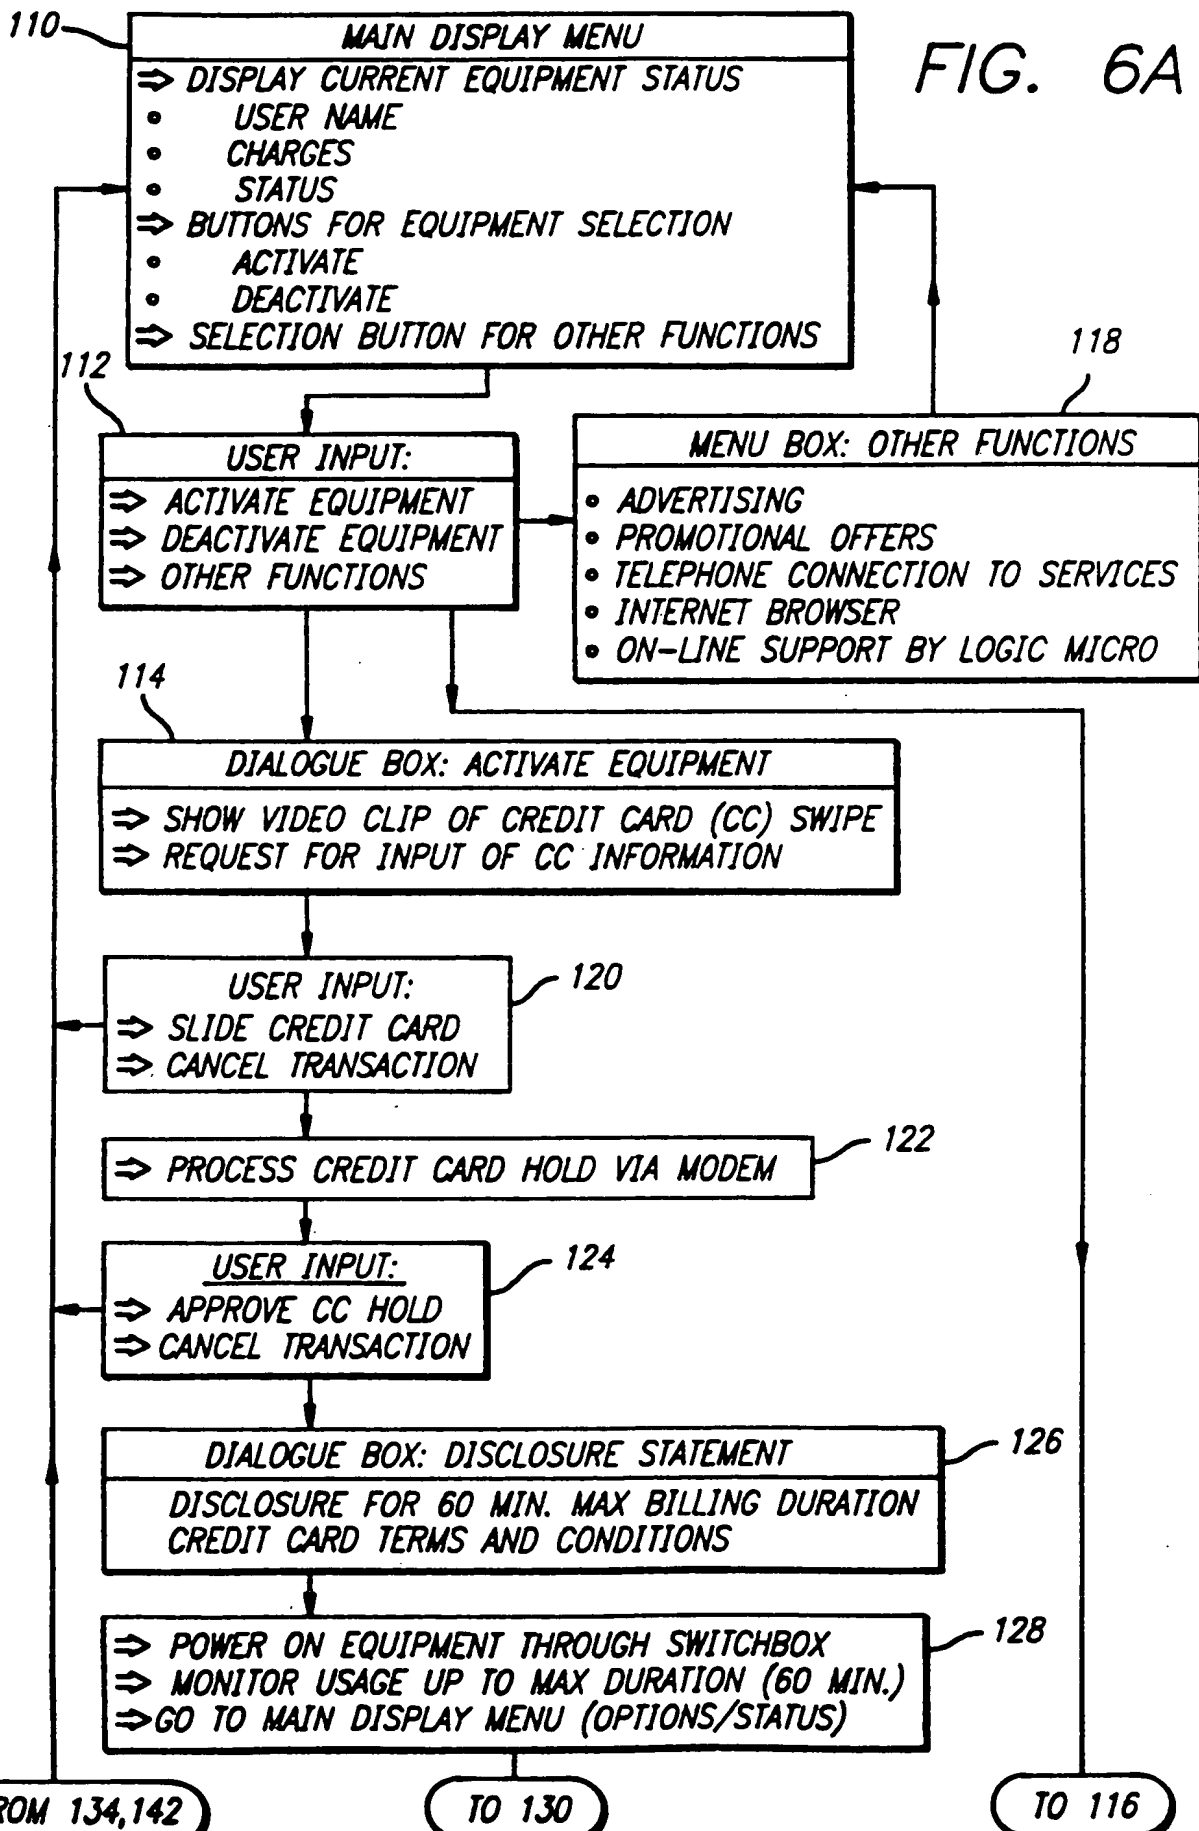 110
MAIN DISPLAY MENU
FIG. 6A
⇒ DISPLAY CURRENT EQUIPMENT STATUS
• USER NAME
• CHARGES
• STATUS
⇒ BUTTONS FOR EQUIPMENT SELECTION
• ACTIVATE
• DEACTIVATE
⇒ SELECTION BUTTON FOR OTHER FUNCTIONS
112
USER INPUT:
⇒ ACTIVATE EQUIPMENT
⇒ DEACTIVATE EQUIPMENT
⇒ OTHER FUNCTIONS
118
MENU BOX: OTHER FUNCTIONS
• ADVERTISING
• PROMOTIONAL OFFERS
• TELEPHONE CONNECTION TO SERVICES
• INTERNET BROWSER
• ON-LINE SUPPORT BY LOGIC MICRO
114
DIALOGUE BOX: ACTIVATE EQUIPMENT
⇒ SHOW VIDEO CLIP OF CREDIT CARD (CC) SWIPE
⇒ REQUEST FOR INPUT OF CC INFORMATION
120
USER INPUT:
⇒ SLIDE CREDIT CARD
⇒ CANCEL TRANSACTION
122
⇒ PROCESS CREDIT CARD HOLD VIA MODEM
124
USER INPUT:
⇒ APPROVE CC HOLD
⇒ CANCEL TRANSACTION
126
DIALOGUE BOX: DISCLOSURE STATEMENT
DISCLOSURE FOR 60 MIN. MAX BILLING DURATION
CREDIT CARD TERMS AND CONDITIONS
128
⇒ POWER ON EQUIPMENT THROUGH SWITCHBOX
⇒ MONITOR USAGE UP TO MAX DURATION (60 MIN.)
⇒ GO TO MAIN DISPLAY MENU (OPTIONS/STATUS)
ROM 134,142
TO 130
TO 116